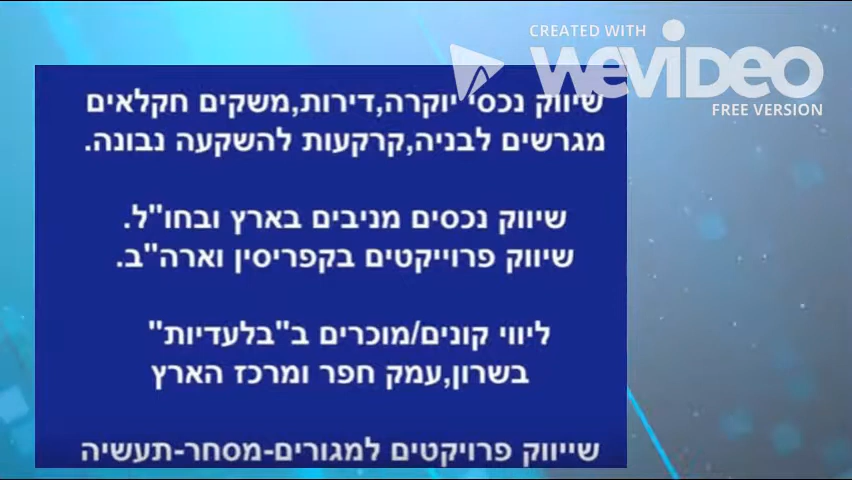 CREATED WITH
WEVIDEO
FREE VERSION
שיווק נכסי יוקרה,דירות,משקים חקלאים
מגרשים לבניה,קרקעות להשקעה נבונה.
שיווק נכסים מניבים בארץ ובחו"ל.
שיווק פרוייקטים בקפריסין וארה"ב.
ליווי קונים/מוכרים ב"בלעדיות"
בשרון,עמק חפר ומרכז הארץ
שייווק פרויקטים למגורים-מסחר-תעשיה